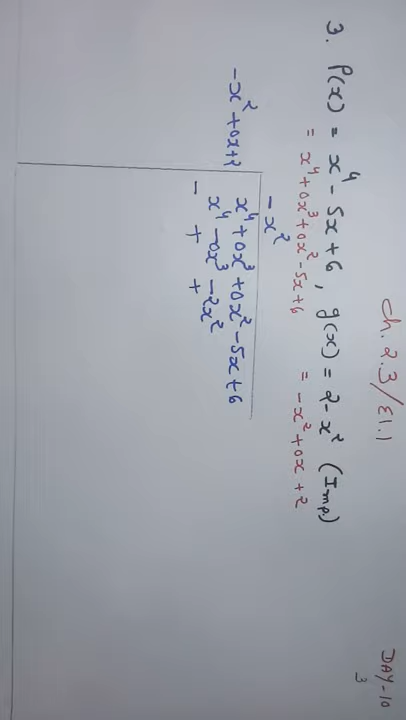 Ch. 2.3/E1.1
DAY-10
3
3. P(x) = x⁴ - 5x + 6, g(x) = 2 - x² (Imp.)
= x⁴ + 0x³ + 0x² - 5x + 6 = -x² + 0x + 2
-x²
-x² + 0x + 2 x⁴ + 0x³ + 0x² - 5x + 6
x⁴ - 0x³ - 2x²
- + +